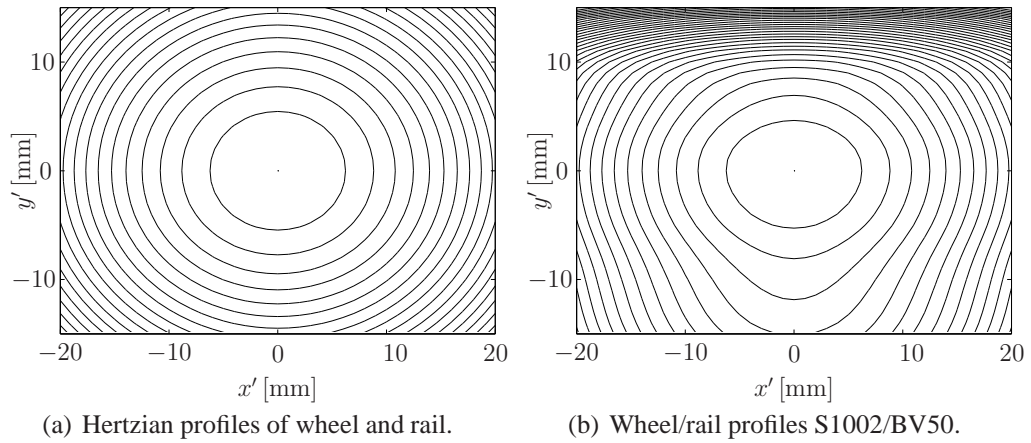 10
0
−10
y′ [mm]
−20
−10
0
10
20
x′ [mm]
(a) Hertzian profiles of wheel and rail.
10
0
−10
y′ [mm]
−20
−10
0
10
20
x′ [mm]
(b) Wheel/rail profiles S1002/BV50.